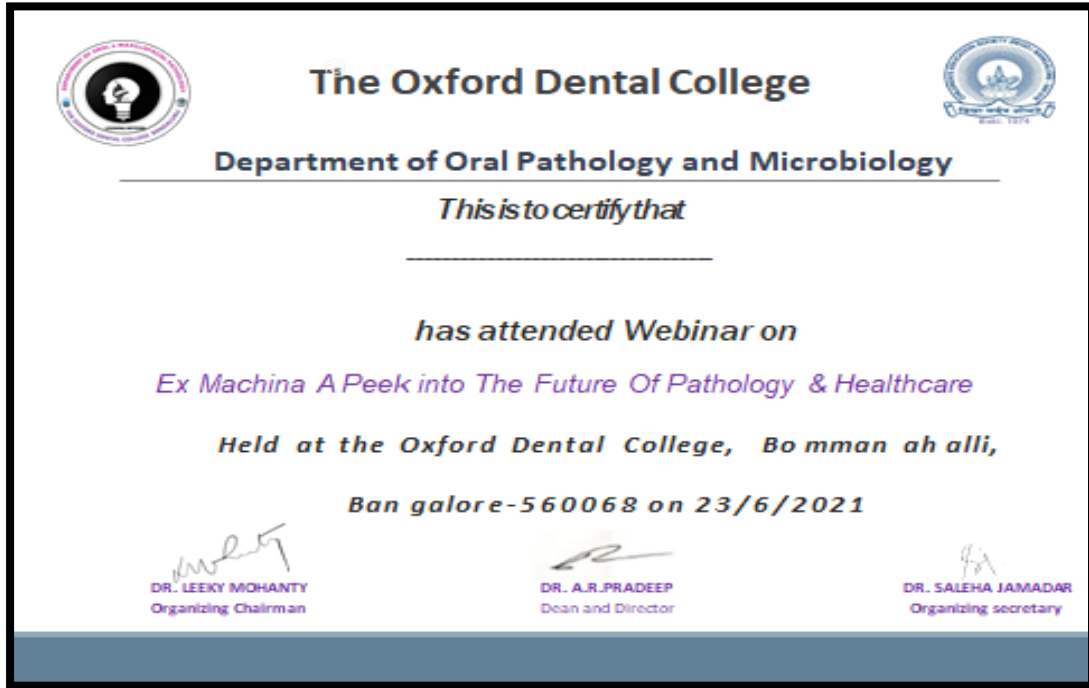 The Oxford Dental College
Estd. 1974
Department of Oral Pathology and Microbiology
This is to certify that
has attended Webinar on
Ex Machina A Peek into The Future Of Pathology & Healthcare
Held at the Oxford Dental College, Bo mman ah alli,
Ban galore-560068 on 23/6/2021
DR. LEEKY MOHANTY
Organizing Chairman
DR. A.R.PRADEEP
Dean and Director
DR. SALEHA JAMADAR
Organizing secretary